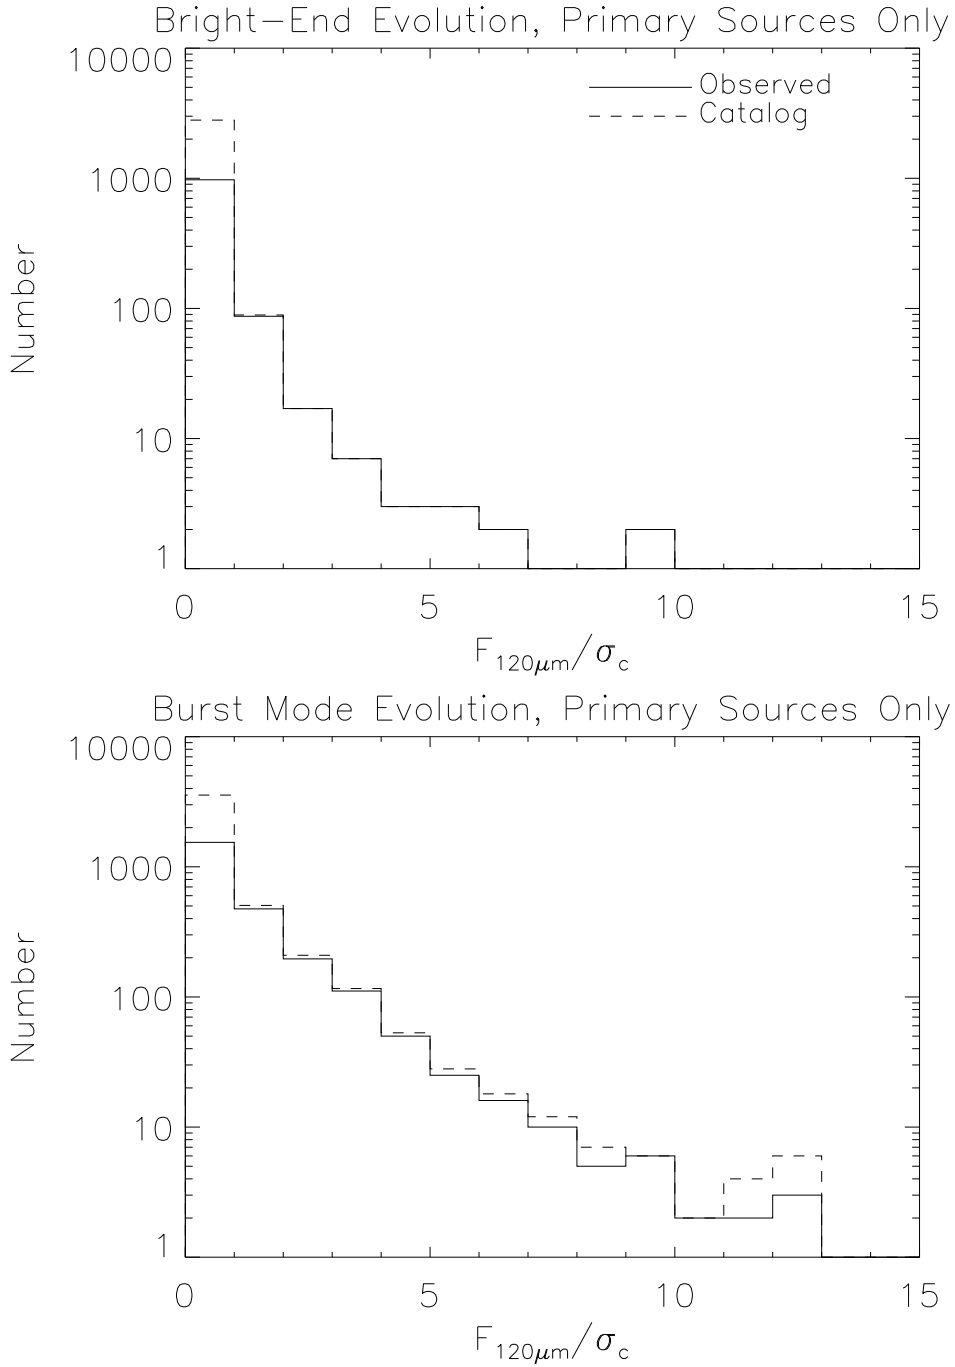 Bright-End Evolution, Primary Sources Only
10000
Observed
Catalog
1000
100
10
1
Number
0 5 10 15
F120μm/σc
Burst Mode Evolution, Primary Sources Only
10000
1000
100
10
1
Number
0 5 10 15
F120μm/σc